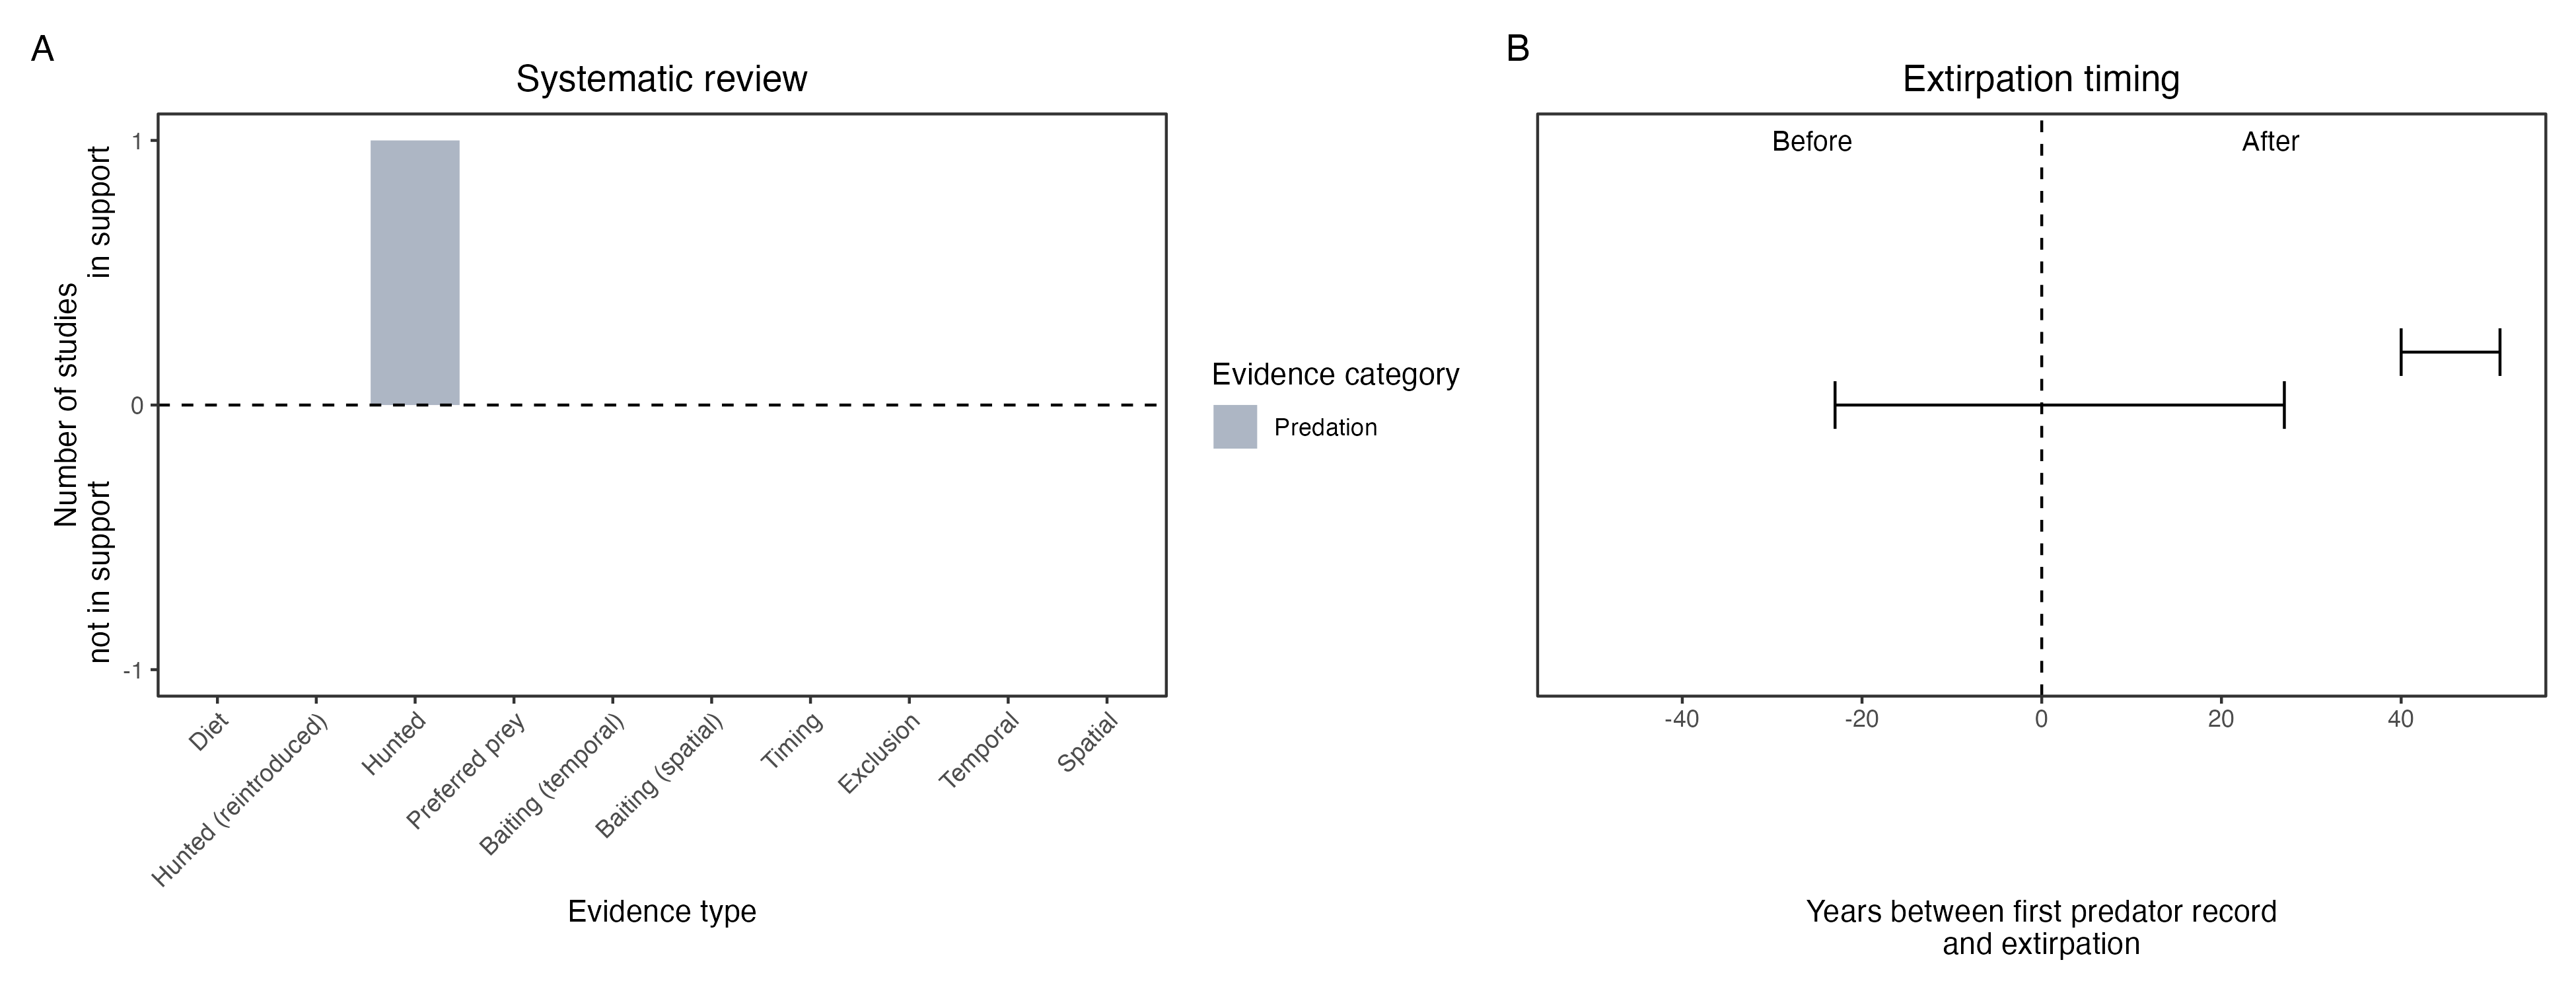 A
Systematic review
Number of studies
in support
not in support
1
0
-1
Diet
Hunted (reintroduced)
Hunted
Preferred prey
Baiting (temporal)
Baiting (spatial)
Timing
Exclusion
Temporal
Spatial
Evidence type
Evidence category
Predation
B
Extirpation timing
Before
After
-40
-20
0
20
40
Years between first predator record
and extirpation